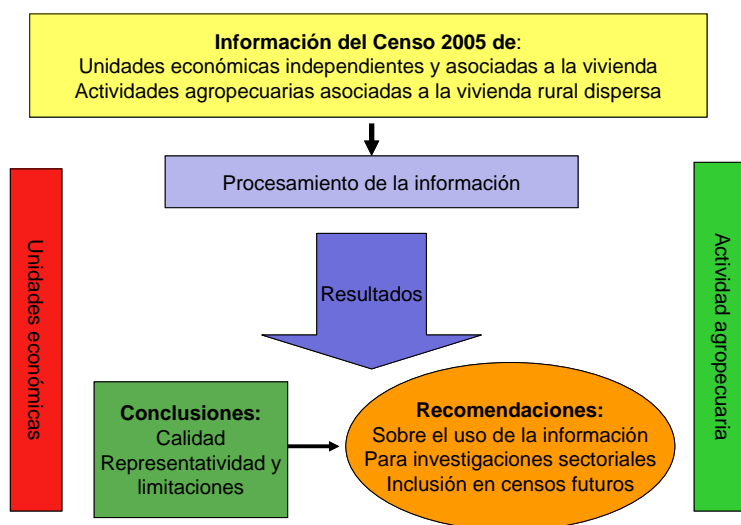 Información del Censo 2005 de:
Unidades económicas independientes y asociadas a la vivienda
Actividades agropecuarias asociadas a la vivienda rural dispersa
Procesamiento de la información
Unidades económicas
Resultados
Actividad agropecuaria
Conclusiones:
Calidad
Representatividad y
limitaciones
Recomendaciones:
Sobre el uso de la información
Para investigaciones sectoriales
Inclusión en censos futuros